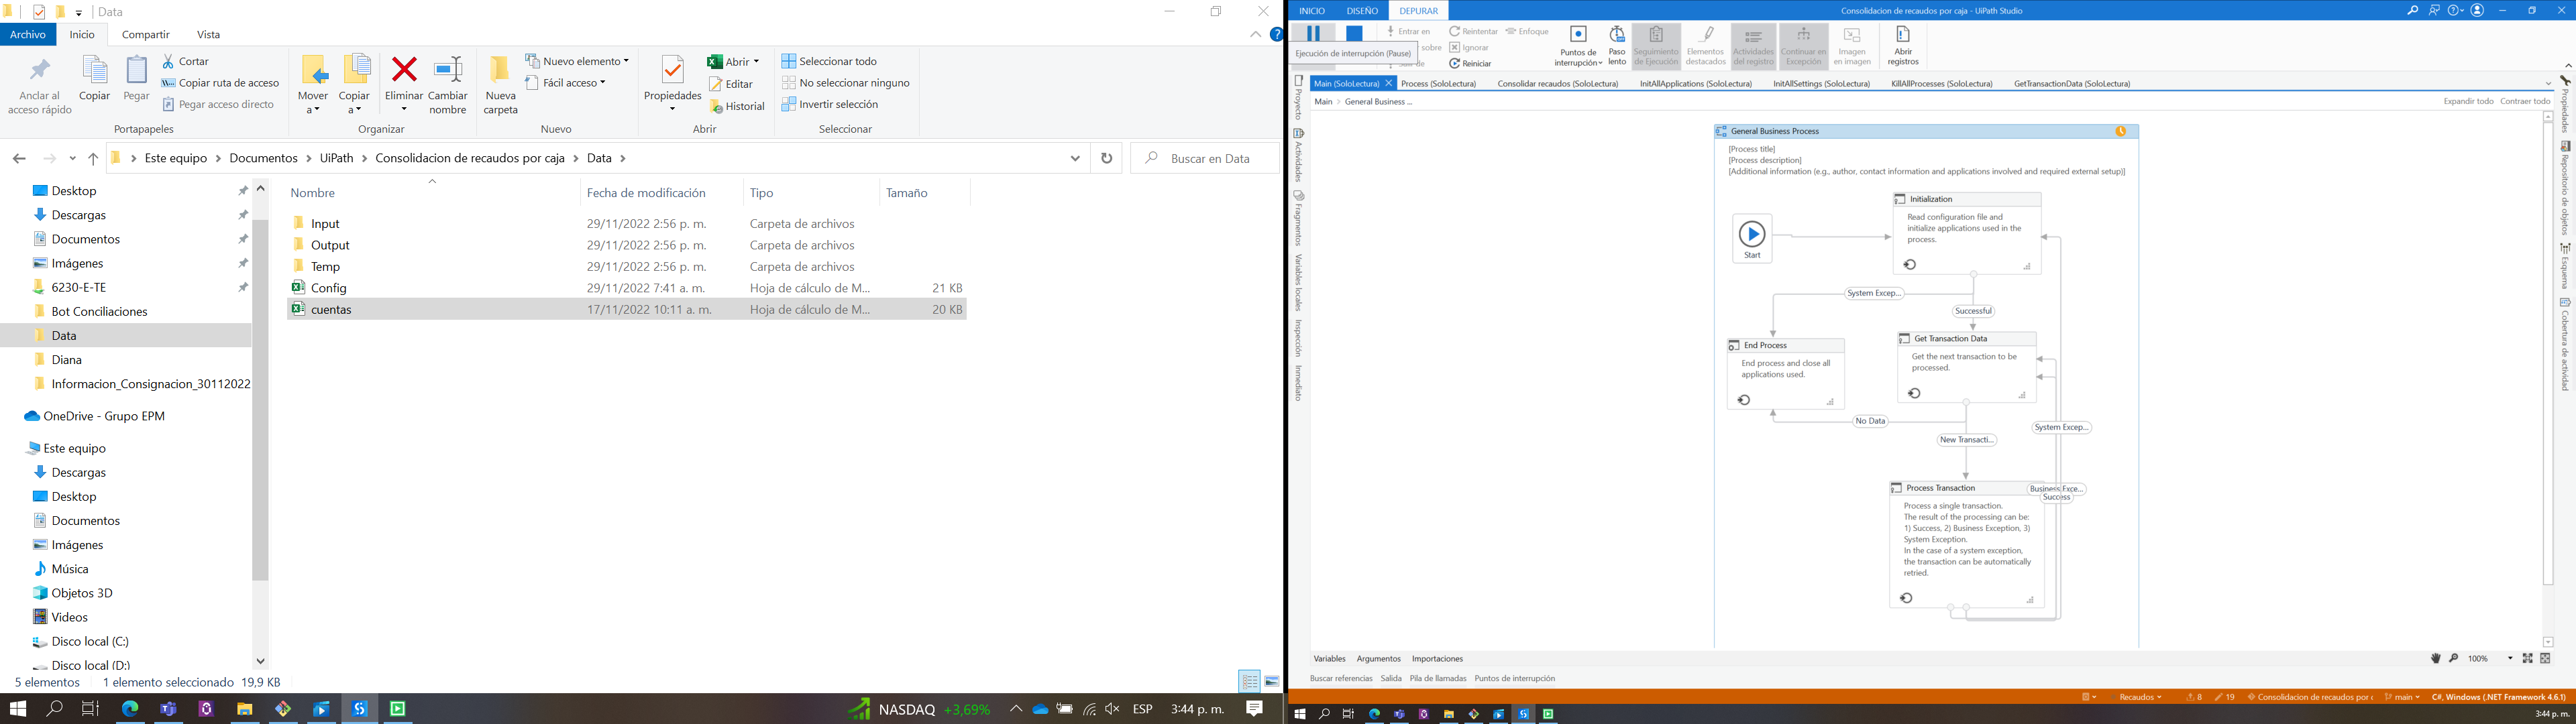 Data
Archivo
Inicio
Compartir
Vista
Anclar al
acceso rápido
Copiar
Pegar
Cortar
Copiar ruta de acceso
Pegar acceso directo
Portapapeles
Mover
a
Copiar
a
Eliminar
Cambiar
nombre
Organizar
Nueva
carpeta
Nuevo elemento
Fácil acceso
Nuevo
Propiedades
Abrir
Editar
Historial
Abrir
Seleccionar todo
No seleccionar ninguno
Invertir selección
Seleccionar
Este equipo > Documentos > UiPath > Consolidacion de recaudos por caja > Data >
Buscar en Data
Desktop
Descargas
Documentos
Imágenes
6230-E-TE
Bot Conciliaciones
Data
Diana
Informacion_Consignacion_30112022
OneDrive - Grupo EPM
Este equipo
Descargas
Desktop
Documentos
Imágenes
Música
Objetos 3D
Videos
Disco local (C:)
Disco local (D:)
Nombre Fecha de modificación Tipo Tamaño
Input 29/11/2022 2:56 p. m. Carpeta de archivos
Output 29/11/2022 2:56 p. m. Carpeta de archivos
Temp 29/11/2022 2:56 p. m. Carpeta de archivos
Config 29/11/2022 7:41 a. m. Hoja de cálculo de M... 21 KB
cuentas 17/11/2022 10:11 a. m. Hoja de cálculo de M... 20 KB
5 elementos 1 elemento seleccionado 19,9 KB
NASDAQ +3,69% ESP 3:44 p. m.
INICIO DISEÑO DEPURAR
Consolidacion de recaudos por caja - UiPath Studio
Ejecución de interrupción (Pause)
Entrar en
sobre
de
Reintentar
Ignorar
Reiniciar
Enfoque
Puntos de
interrupción
Paso
lento
Seguimiento
de Ejecución
Elementos
destacados
Actividades
del registro
Continuar en
Excepción
Imagen
en imagen
Abrir
registros
Main (SoloLectura) Process (SoloLectura) Consolidar recaudos (SoloLectura) InitAllApplications (SoloLectura) InitAllSettings (SoloLectura) KillAllProcesses (SoloLectura) GetTransactionData (SoloLectura)
Main > General Business ...
Expandir todo Contraer todo
Proyecto
Actividades
Fragmentos
Variables locales
Inspección
Inmediato
General Business Process
[Process title]
[Process description]
[Additional information (e.g., author, contact information and applications involved and required external setup)]
Start
Initialization
Read configuration file and
initialize applications used in the
process.
System Excep...
Successful
End Process
End process and close all
applications used.
Get Transaction Data
Get the next transaction to be
processed.
No Data
System Excep...
New Transacti...
Process Transaction
Business Exce...
Success
Process a single transaction.
The result of the processing can be:
1) Success, 2) Business Exception, 3)
System Exception.
In the case of a system exception,
the transaction can be automatically
retried.
Propiedades
Repositorio de objetos
Esquema
Cobertura de actividad
Variables Argumentos Importaciones
100%
Buscar referencias Salida Pila de llamadas Puntos de interrupción
Recaudos 8 19 Consolidacion de recaudos por c main C#, Windows (.NET Framework 4.6.1)
3:44 p. m.